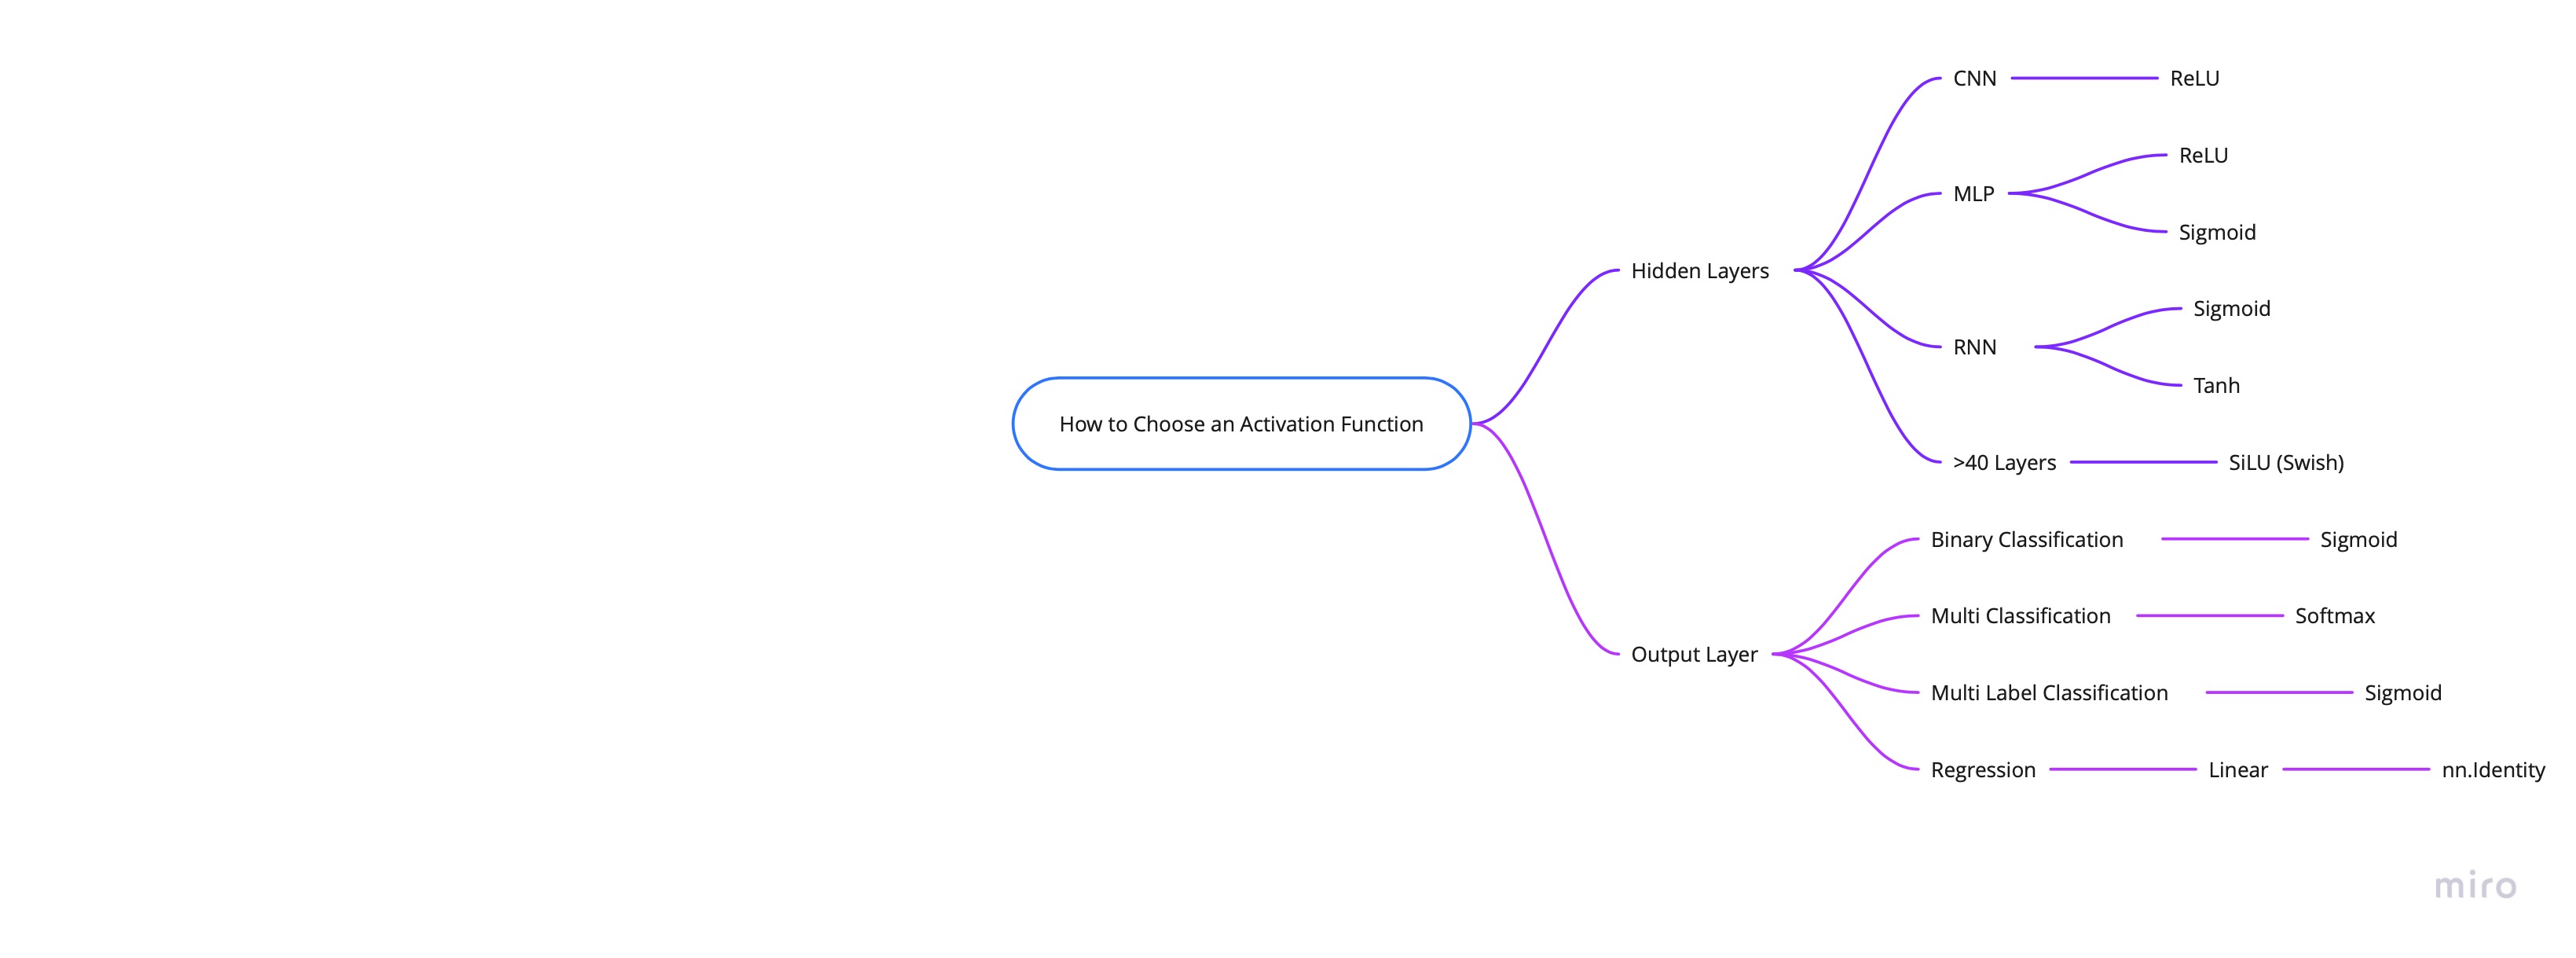 How to Choose an Activation Function
Hidden Layers
CNN
ReLU
MLP
ReLU
Sigmoid
RNN
Sigmoid
Tanh
>40 Layers
SiLU (Swish)
Output Layer
Binary Classification
Sigmoid
Multi Classification
Softmax
Multi Label Classification
Sigmoid
Regression
Linear
nn.Identity
miro